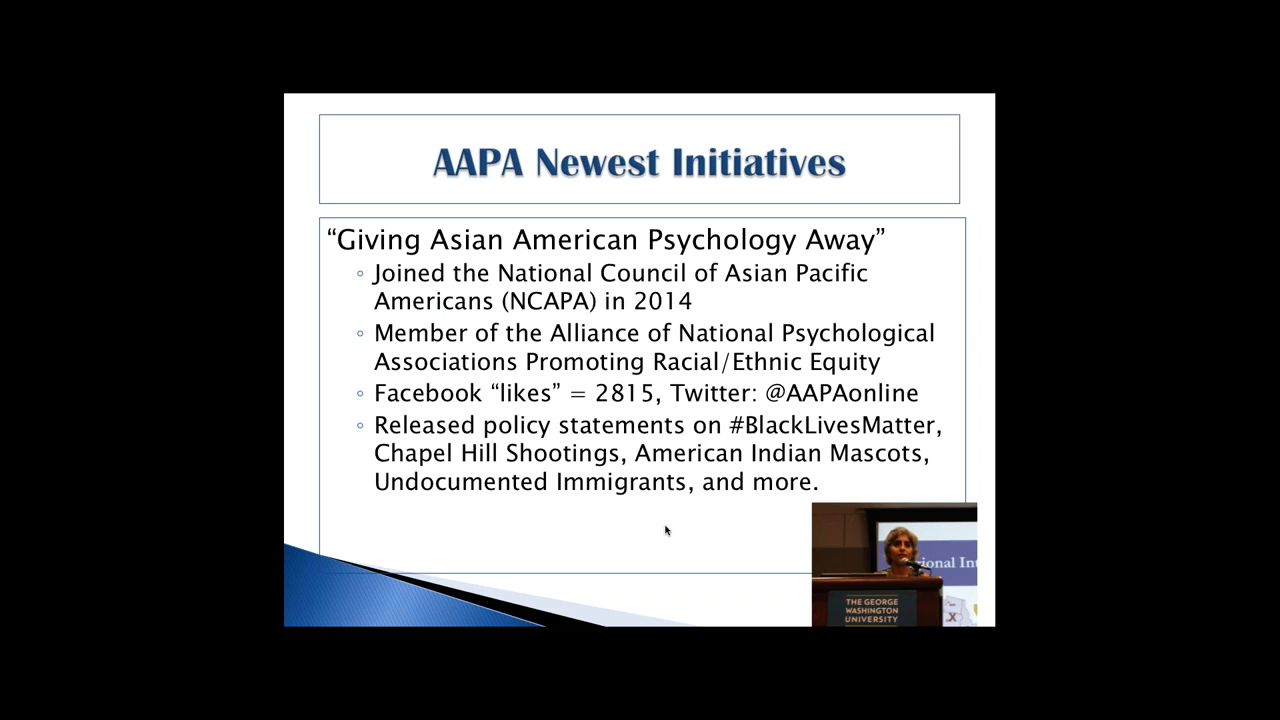 AAPA Newest Initiatives
“Giving Asian American Psychology Away”
◦ Joined the National Council of Asian Pacific
Americans (NCAPA) in 2014
◦ Member of the Alliance of National Psychological
Associations Promoting Racial/Ethnic Equity
◦ Facebook “likes” = 2815, Twitter: @AAPAonline
◦ Released policy statements on #BlackLivesMatter,
Chapel Hill Shootings, American Indian Mascots,
Undocumented Immigrants, and more.
ional Int
THE GEORGE
WASHINGTON
UNIVERSITY